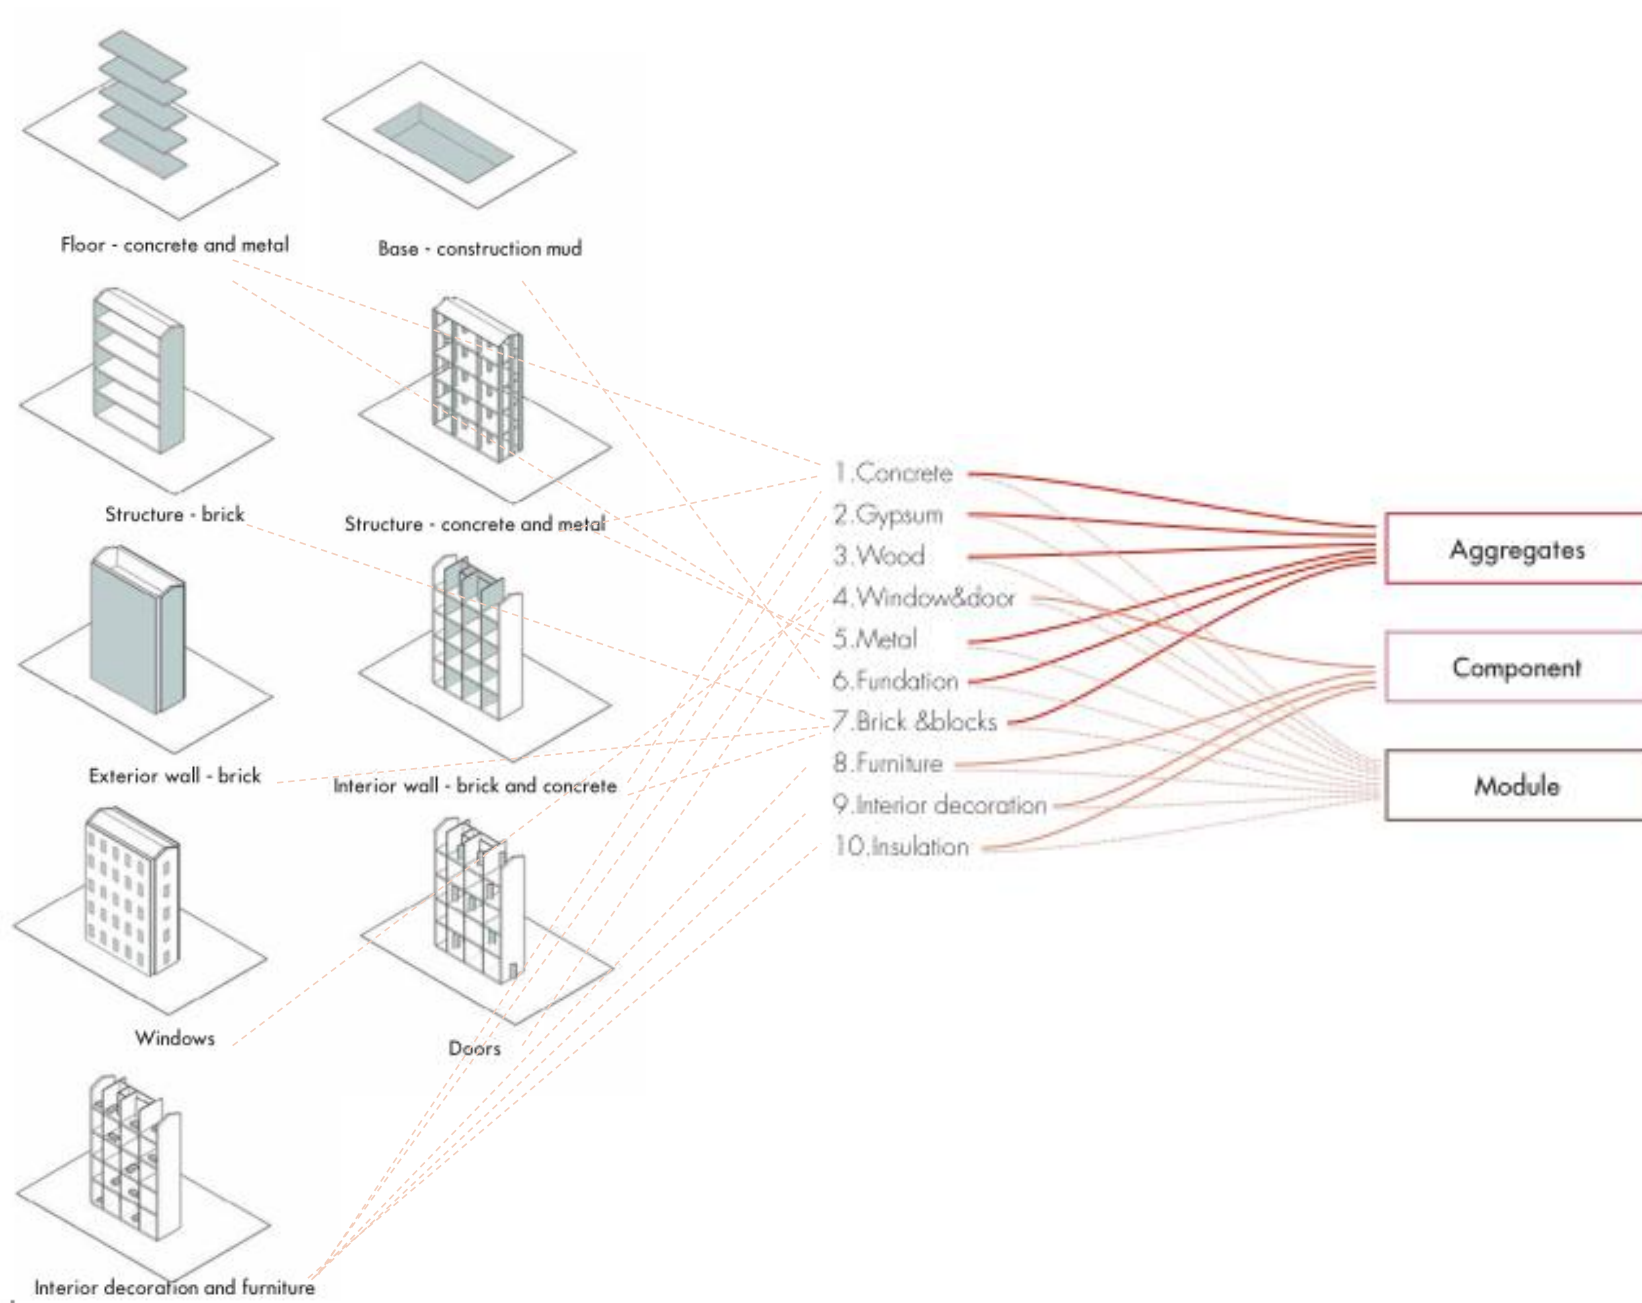 Floor - concrete and metal
Base - construction mud
Structure - brick
Structure - concrete and metal
Exterior wall - brick
Interior wall - brick and concrete
Windows
Doors
Interior decoration and furniture
1.Concrete
2.Gypsum
3.Wood
4.Window&door
5.Metal
6.Fundation
7.Brick &blocks
8.Furniture
9.Interior decoration
10.Insulation
Aggregates
Component
Module